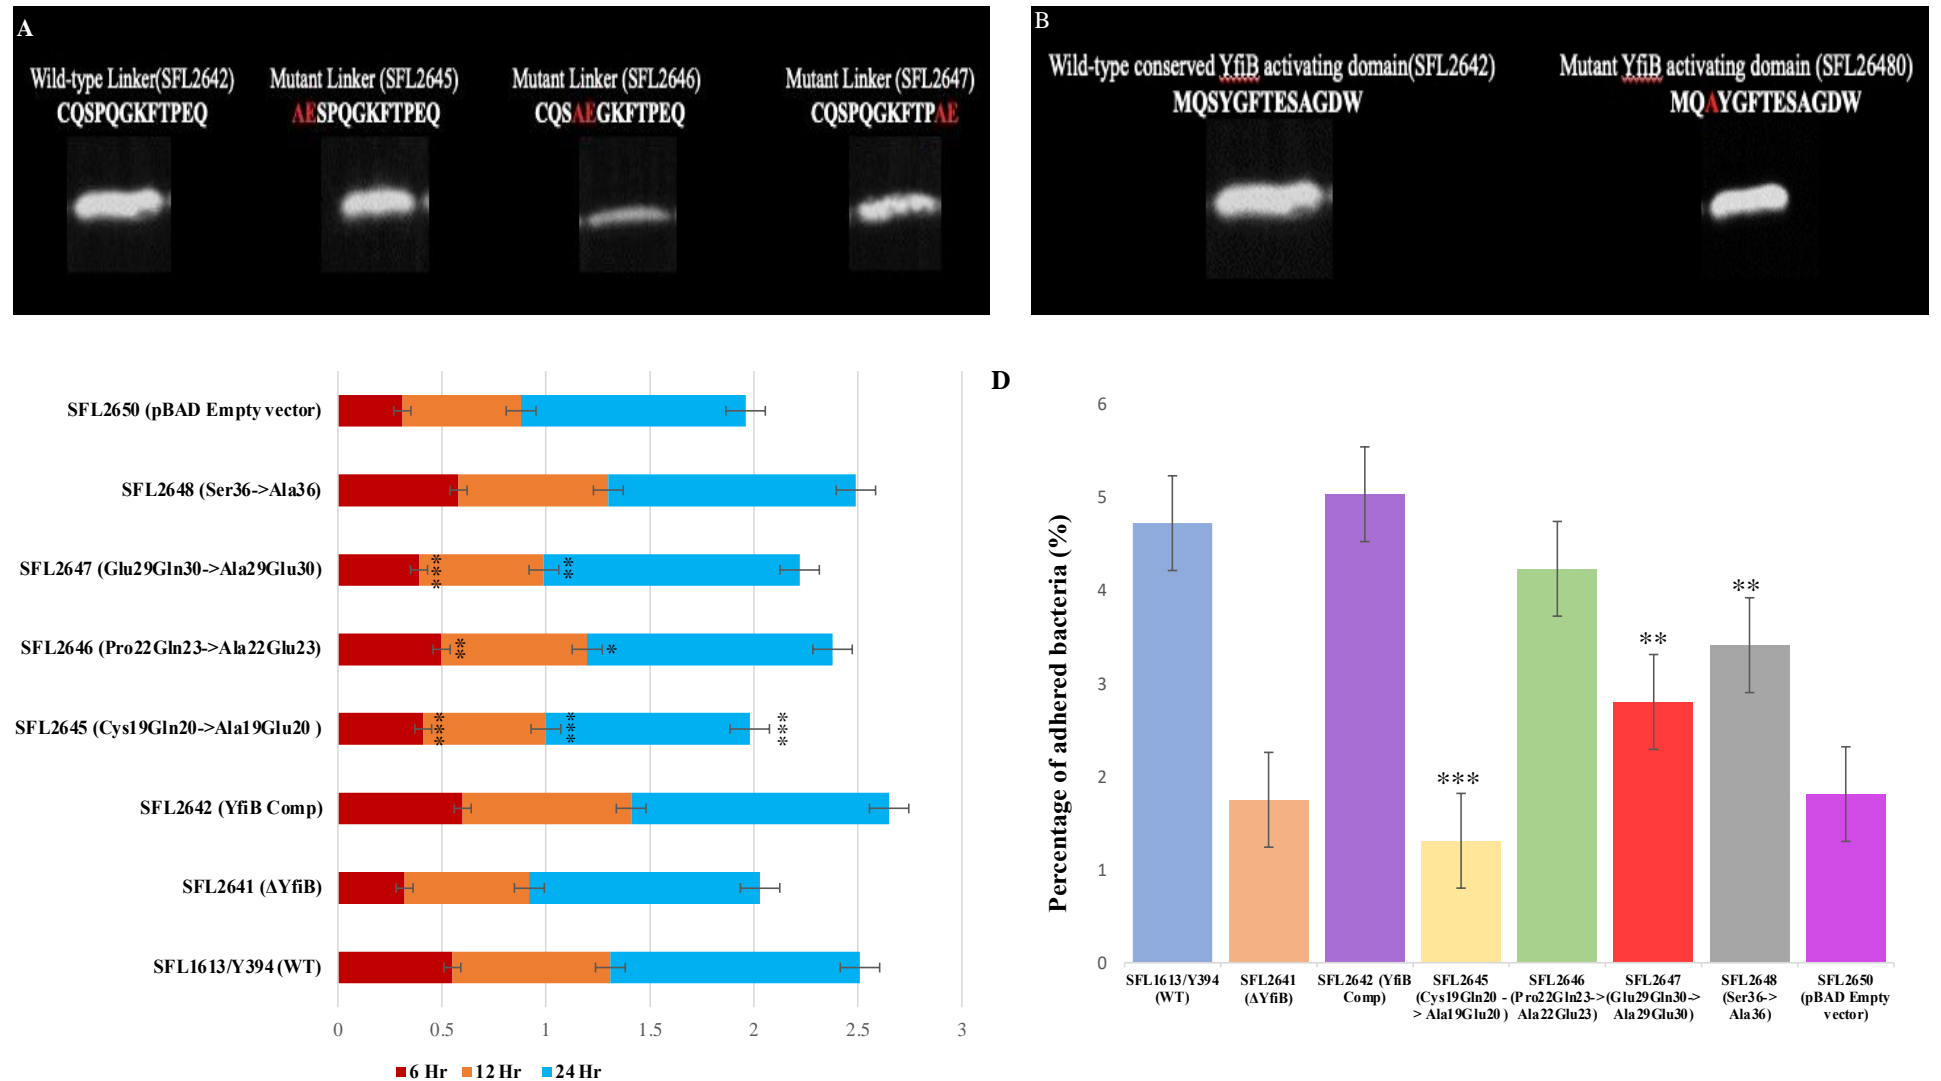 A
Wild-type Linker(SFL2642)
CQSPQGKFTPEQ
Mutant Linker (SFL2645)
AESPQGKFTPEQ
Mutant Linker (SFL2646)
CQSAEGKFTPEQ
Mutant Linker (SFL2647)
CQSPQGKFTPAE
B
Wild-type conserved YfiB activating domain(SFL2642)
MQSYGFTESAGDW
Mutant YfiB activating domain (SFL26480)
MQAYGFTESAGDW
SFL2650 (pBAD Empty vector)
SFL2648 (Ser36->Ala36)
SFL2647 (Glu29Gln30->Ala29Glu30)
***
**
SFL2646 (Pro22Gln23->Ala22Glu23)
**
*
SFL2645 (Cys19Gln20->Ala19Glu20 )
***
***
***
SFL2642 (YfiB Comp)
SFL2641 (ΔYfiB)
SFL1613/Y394 (WT)
0 0.5 1 1.5 2 2.5 3
6 Hr 12 Hr 24 Hr
D
Percentage of adhered bacteria (%)
6
5
4
3
2
1
0
***
**
**
SFL1613/Y394
(WT)
SFL2641
(ΔYfiB)
SFL2642 (YfiB
Comp)
SFL2645
(Cys19Gln20 -
> Ala19Glu20 )
SFL2646
(Pro22Gln23->
Ala22Glu23)
SFL2647
(Glu29Gln30->
Ala29Glu30)
SFL2648
(Ser36->
Ala36)
SFL2650
(pBAD Empty
vector)